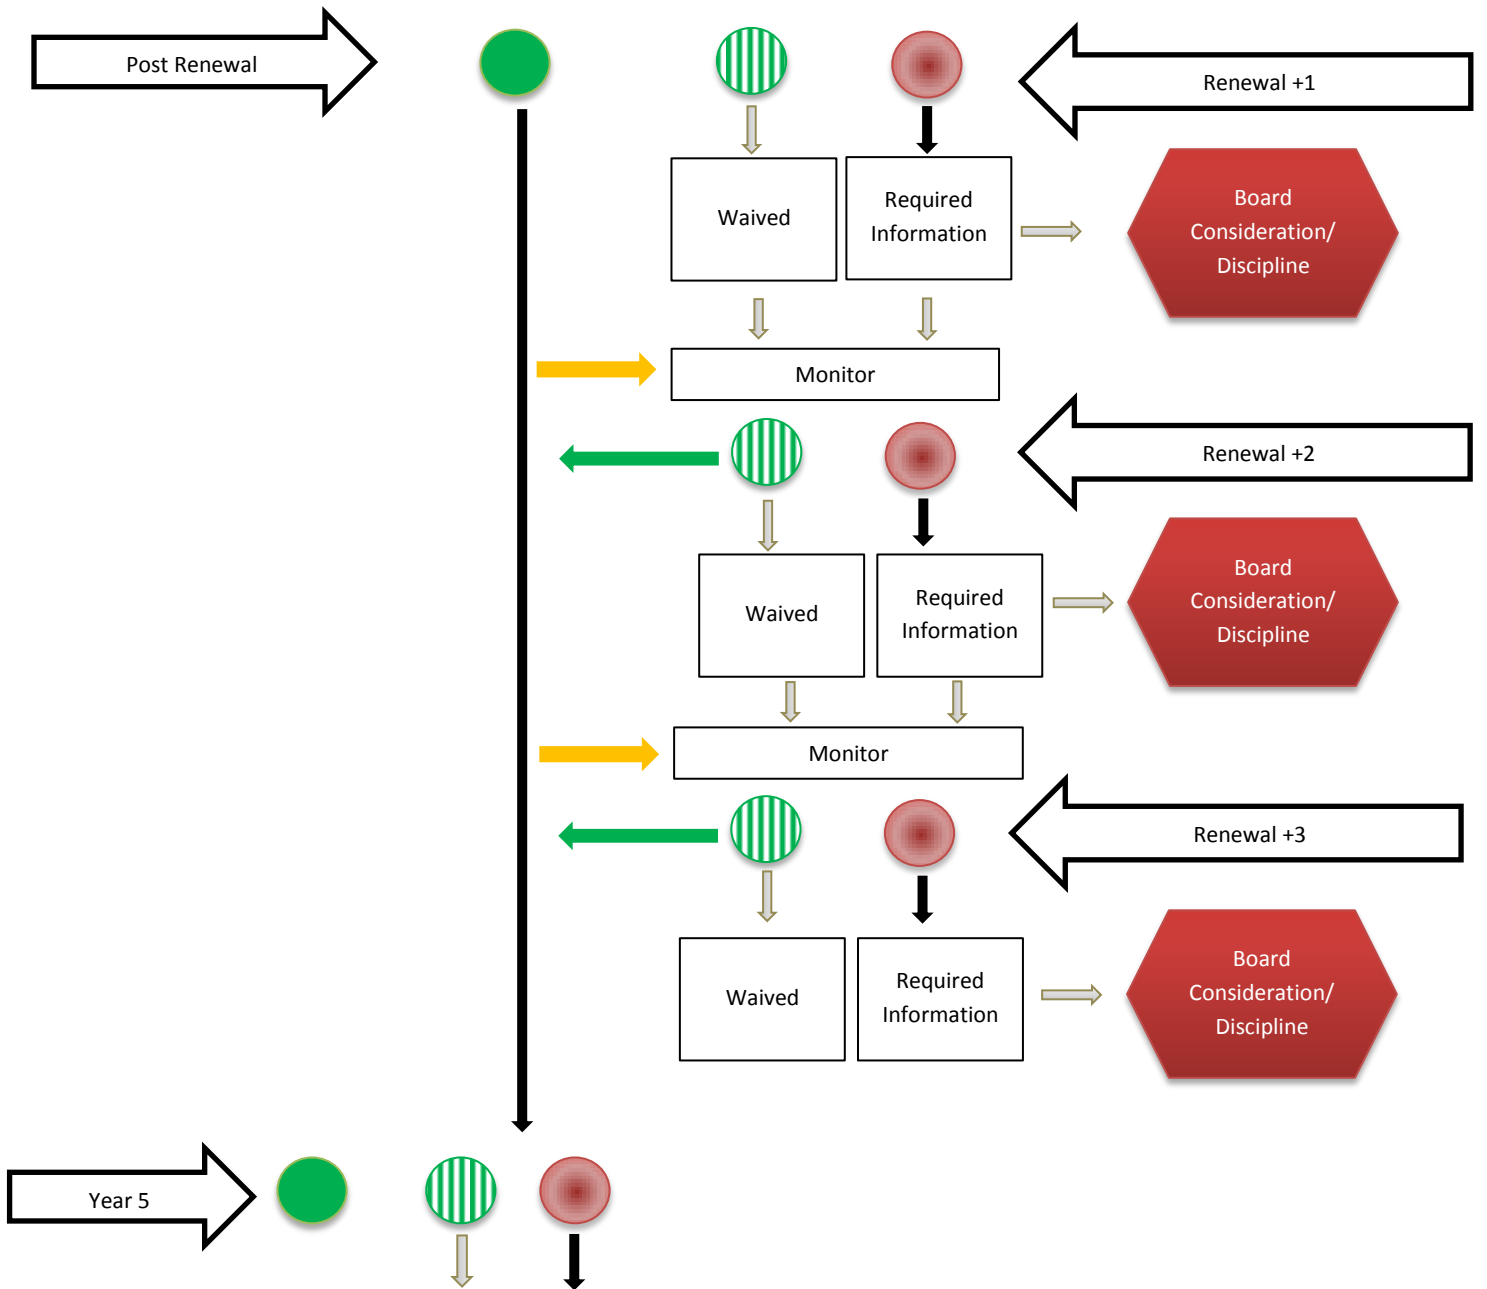 Post Renewal
Renewal +1
Waived
Required
Information
Board
Consideration/
Discipline
Monitor
Renewal +2
Waived
Required
Information
Board
Consideration/
Discipline
Monitor
Renewal +3
Waived
Required
Information
Board
Consideration/
Discipline
Year 5